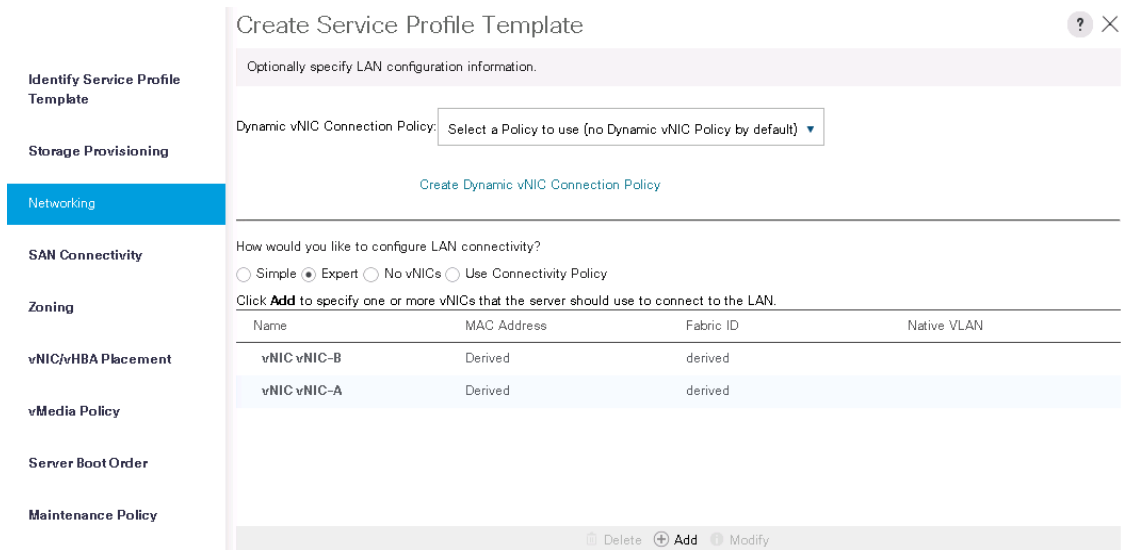 Create Service Profile Template
?
Optionally specify LAN configuration information.
Identify Service Profile
Template
Storage Provisioning
Networking
SAN Connectivity
Zoning
vNIC/vHBA Placement
vMedia Policy
Server Boot Order
Maintenance Policy
Dynamic vNIC Connection Policy: Select a Policy to use (no Dynamic vNIC Policy by default)
Create Dynamic vNIC Connection Policy
How would you like to configure LAN connectivity?
Simple Expert No vNICs Use Connectivity Policy
Click Add to specify one or more vNICs that the server should use to connect to the LAN.
Name MAC Address Fabric ID Native VLAN
vNIC vNIC-B Derived derived
vNIC vNIC-A Derived derived
Delete Add Modify